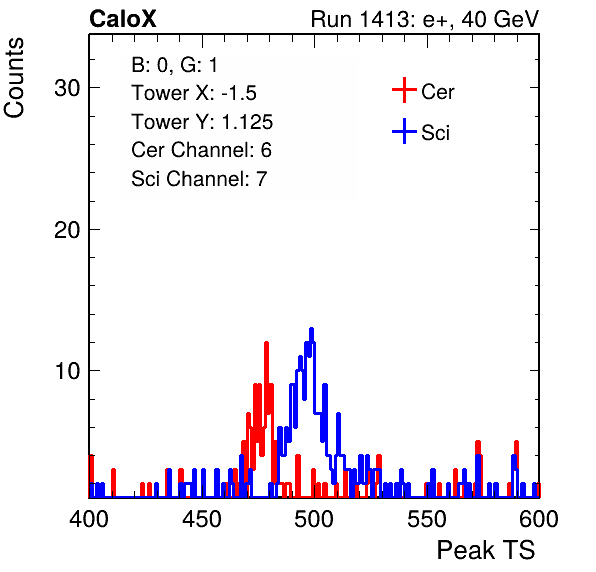 CaloX Run 1413: e+, 40 GeV
Counts
B: 0, G: 1
Tower X: -1.5
Tower Y: 1.125
Cer Channel: 6
Sci Channel: 7
Cer
Sci
30
20
10
400 450 500 550 600
Peak TS